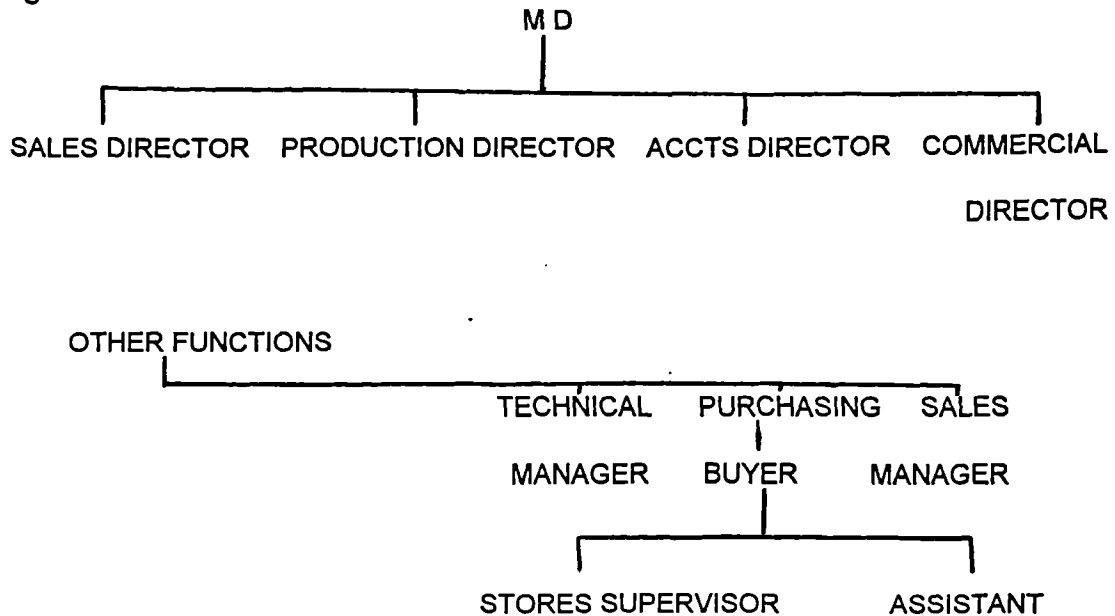 M D
SALES DIRECTOR PRODUCTION DIRECTOR ACCTS DIRECTOR COMMERCIAL
DIRECTOR
OTHER FUNCTIONS
TECHNICAL PURCHASING SALES
MANAGER BUYER MANAGER
STORES SUPERVISOR ASSISTANT